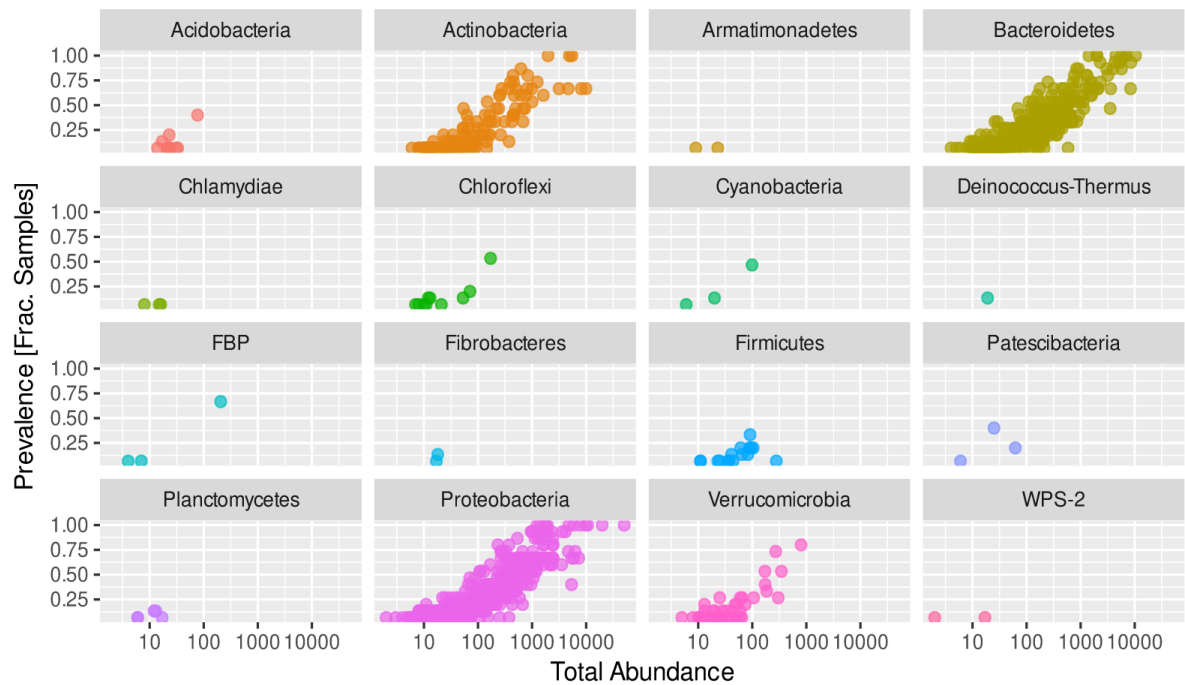 Acidobacteria Actinobacteria Armatimonadetes Bacteroidetes
1.00
0.75
0.50
0.25
Chlamydiae Chloroflexi Cyanobacteria Deinococcus-Thermus
1.00
0.75
0.50
0.25
Prevalence [Frac. Samples]
FBP Fibrobacteres Firmicutes Patescibacteria
1.00
0.75
0.50
0.25
Planctomycetes Proteobacteria Verrucomicrobia WPS-2
1.00
0.75
0.50
0.25
10 100 1000 10000 10 100 1000 10000 10 100 1000 10000 10 100 1000 10000
Total Abundance